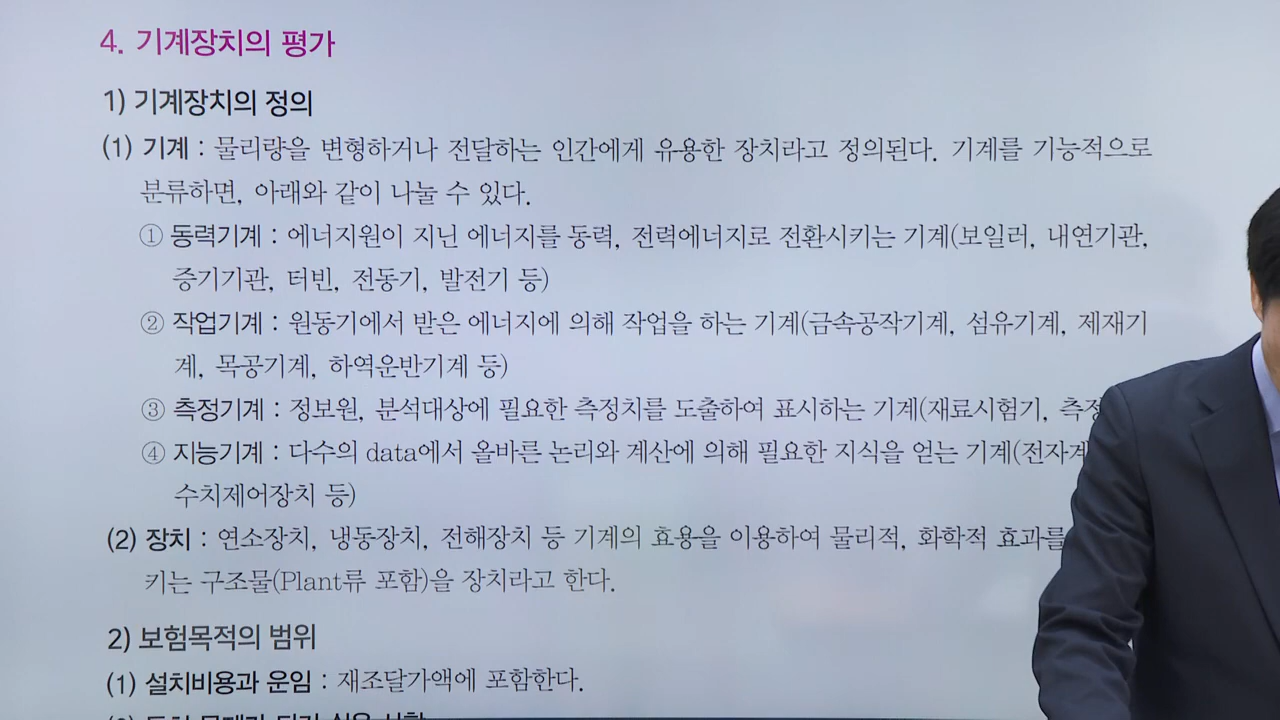 4. 기계장치의 평가
1) 기계장치의 정의
(1) 기계 : 물리량을 변형하거나 전달하는 인간에게 유용한 장치라고 정의된다. 기계를 기능적으로
분류하면, 아래와 같이 나눌 수 있다.
① 동력기계 : 에너지원이 지닌 에너지를 동력, 전력에너지로 전환시키는 기계(보일러, 내연기관,
증기기관, 터빈, 전동기, 발전기 등)
② 작업기계 : 원동기에서 받은 에너지에 의해 작업을 하는 기계(금속공작기계, 섬유기계, 제재기
계, 목공기계, 하역운반기계 등)
③ 측정기계 : 정보원, 분석대상에 필요한 측정치를 도출하여 표시하는 기계(재료시험기, 측정
④ 지능기계 : 다수의 data에서 올바른 논리와 계산에 의해 필요한 지식을 얻는 기계(전자계
수치제어장치 등)
(2) 장치 : 연소장치, 냉동장치, 전해장치 등 기계의 효용을 이용하여 물리적, 화학적 효과를
키는 구조물(Plant류 포함)을 장치라고 한다.
2) 보험목적의 범위
(1) 설치비용과 운임 : 재조달가액에 포함한다.